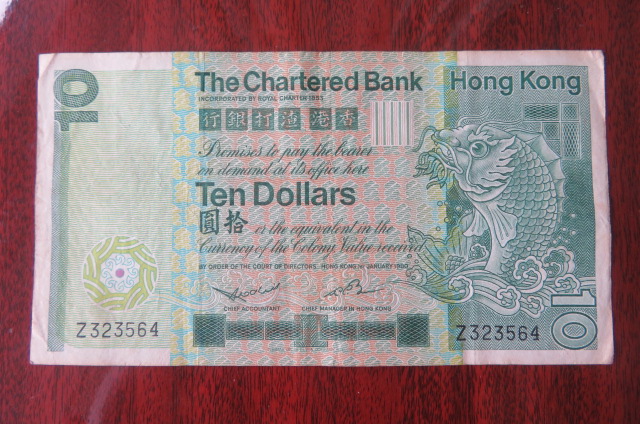 10
The Chartered Bank
Hong Kong
INCORPORATED BY ROYAL CHARTER 1853
行銀打渣港香
Promises to pay the bearer
on demand at its office here
Ten Dollars
圓拾 or the equivalent in the
Currency of the Colony Value received
BY ORDER OF THE COURT OF DIRECTORS, HONG KONG 1ST JANUARY 1980
CHIEF ACCOUNTANT
CHIEF MANAGER IN HONG KONG
10
Z323564
Z323564